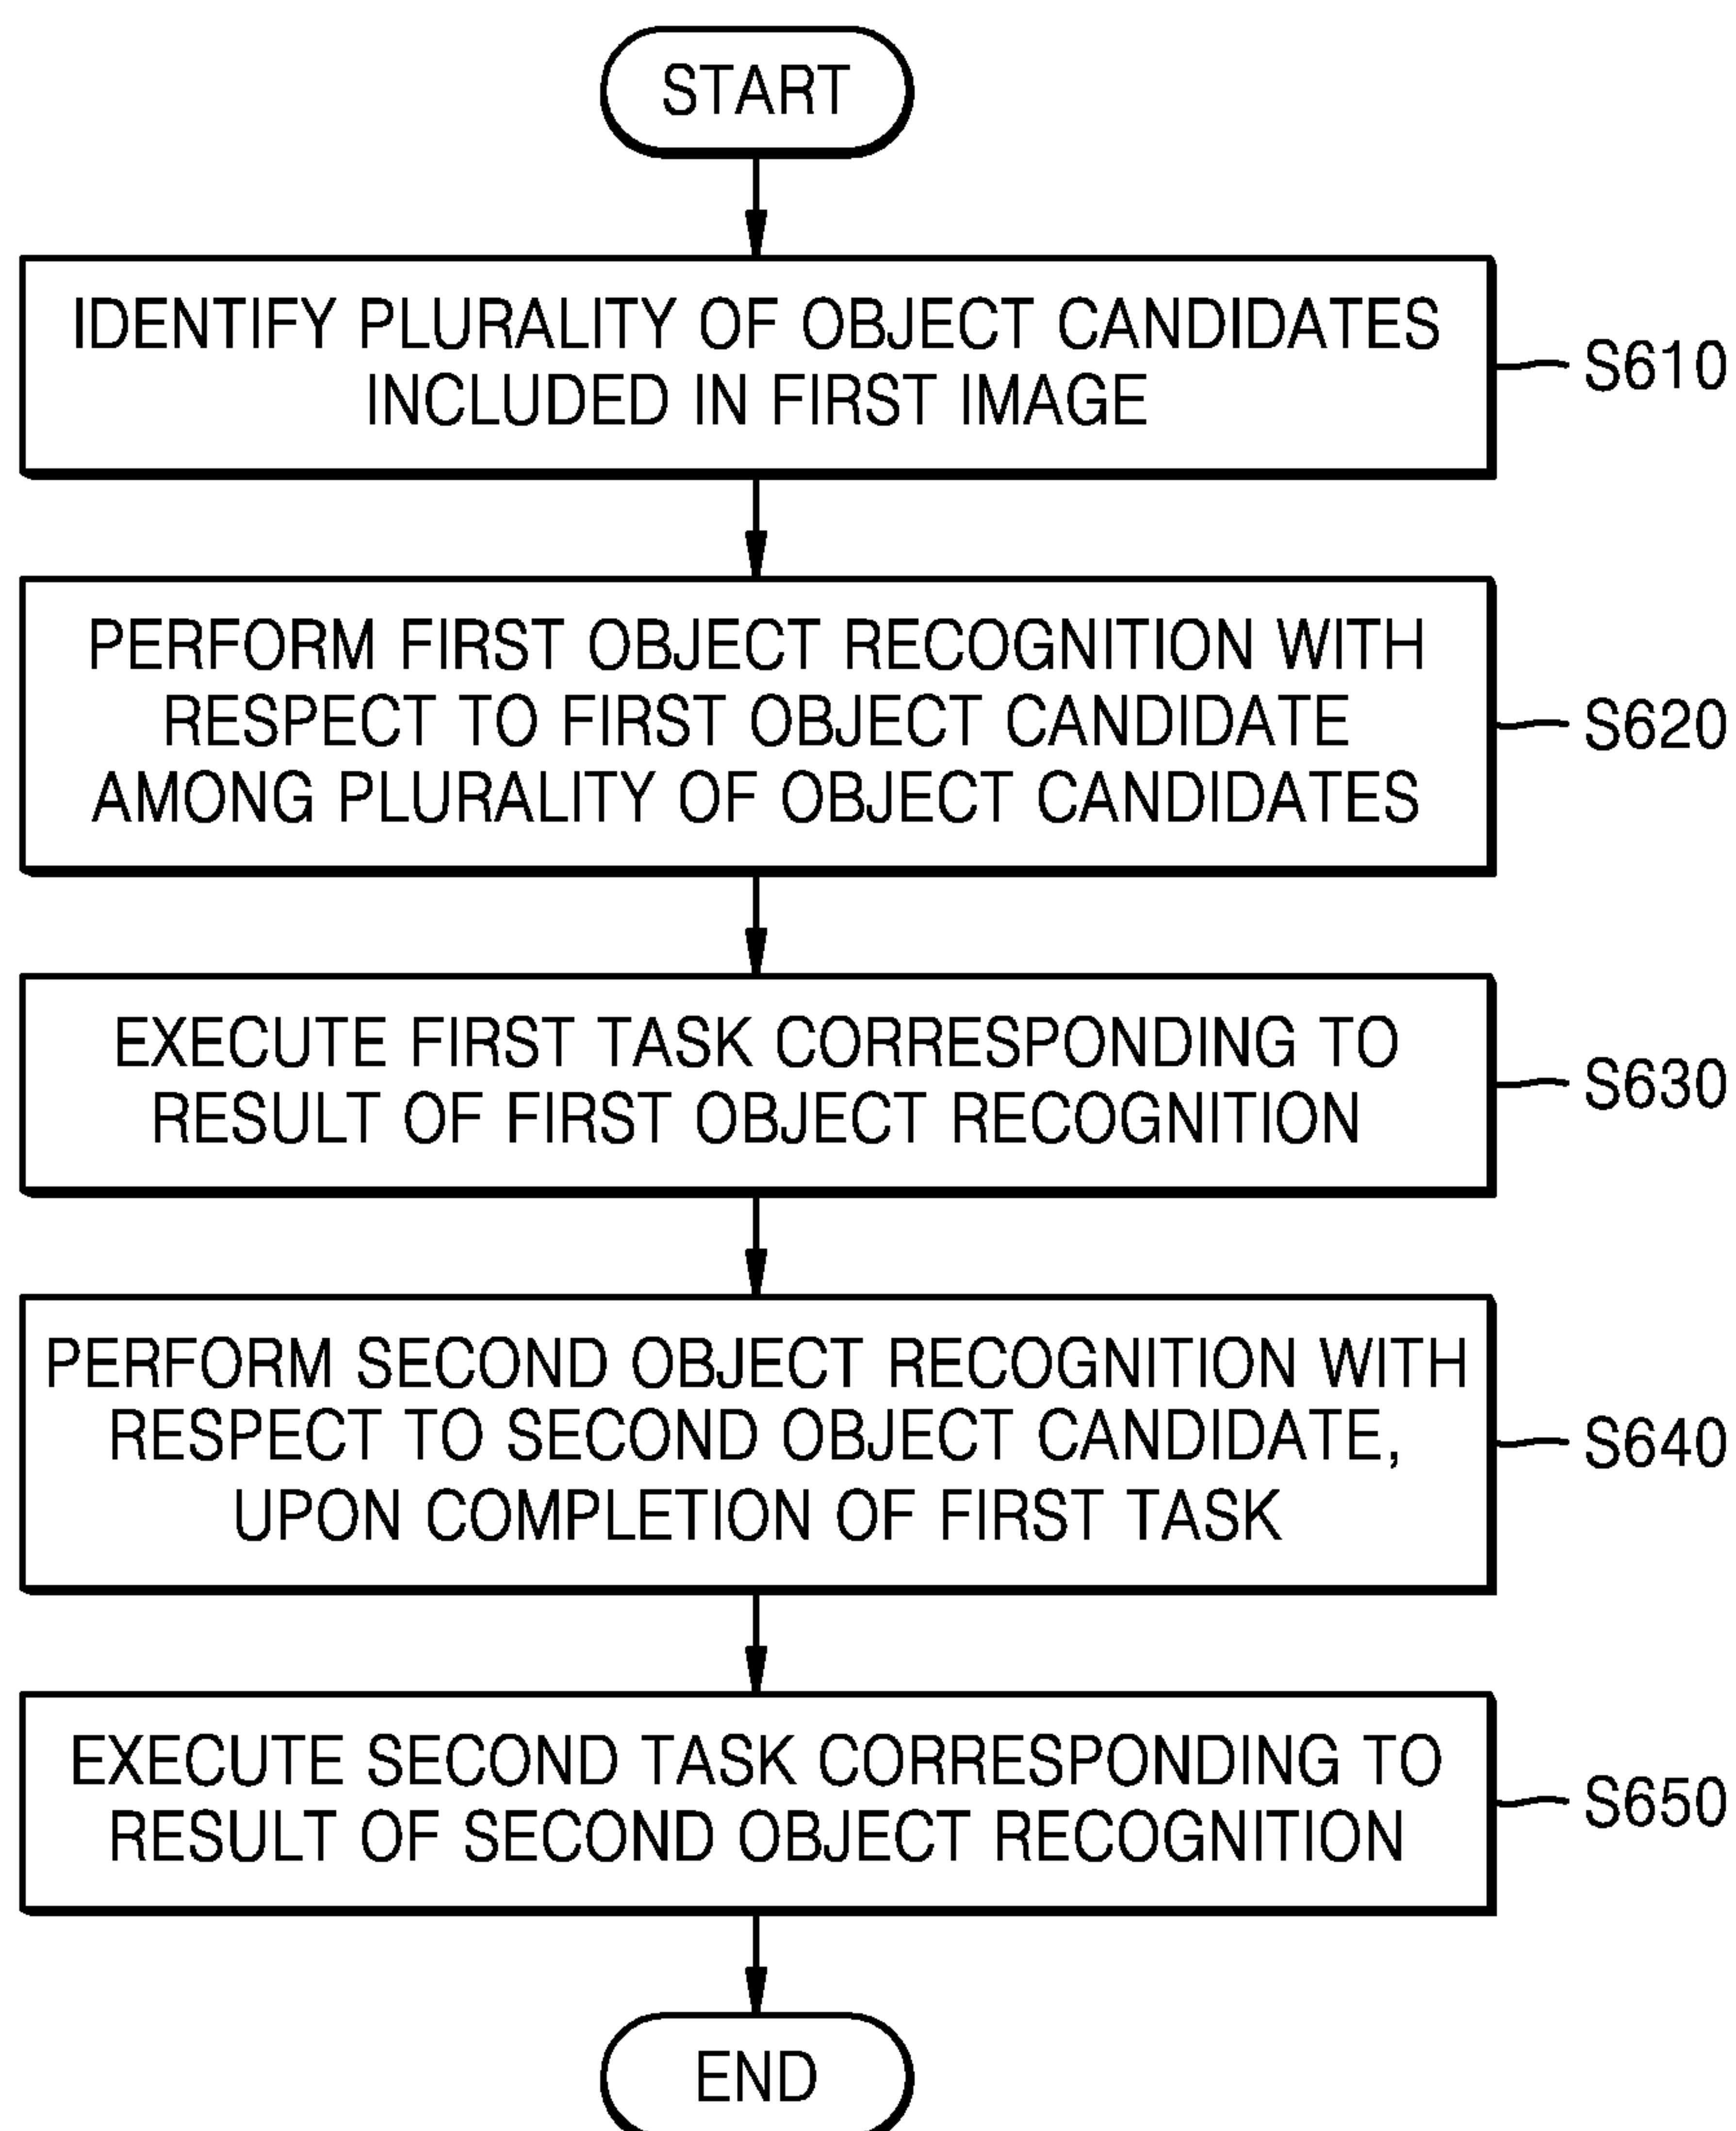 START
IDENTIFY PLURALITY OF OBJECT CANDIDATES
INCLUDED IN FIRST IMAGE
S610
PERFORM FIRST OBJECT RECOGNITION WITH
RESPECT TO FIRST OBJECT CANDIDATE
AMONG PLURALITY OF OBJECT CANDIDATES
S620
EXECUTE FIRST TASK CORRESPONDING TO
RESULT OF FIRST OBJECT RECOGNITION
S630
PERFORM SECOND OBJECT RECOGNITION WITH
RESPECT TO SECOND OBJECT CANDIDATE,
UPON COMPLETION OF FIRST TASK
S640
EXECUTE SECOND TASK CORRESPONDING TO
RESULT OF SECOND OBJECT RECOGNITION
S650
END